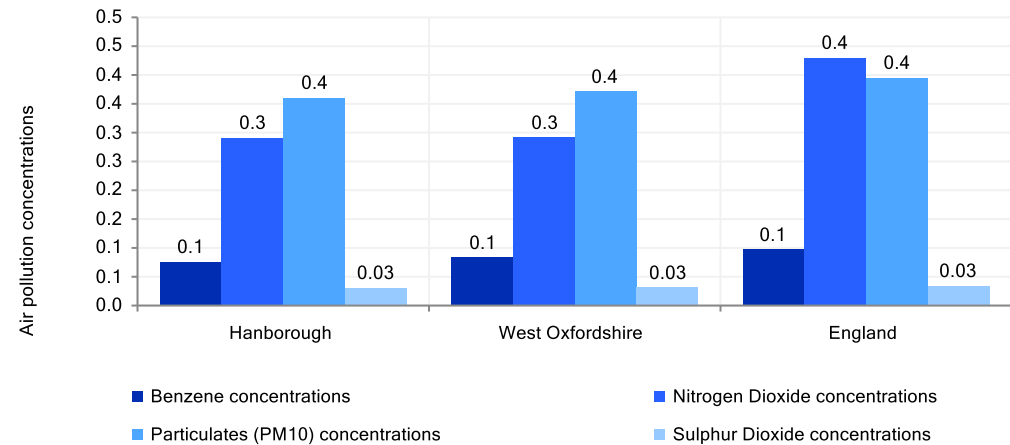 Air pollution concentrations
0.5
0.5
0.4
0.4
0.3
0.3
0.2
0.2
0.1
0.1
0.0
0.1
0.3
0.4
0.03
0.1
0.3
0.4
0.03
0.1
0.4
0.4
0.03
Hanborough
West Oxfordshire
England
Benzene concentrations
Nitrogen Dioxide concentrations
Particulates (PM10) concentrations
Sulphur Dioxide concentrations